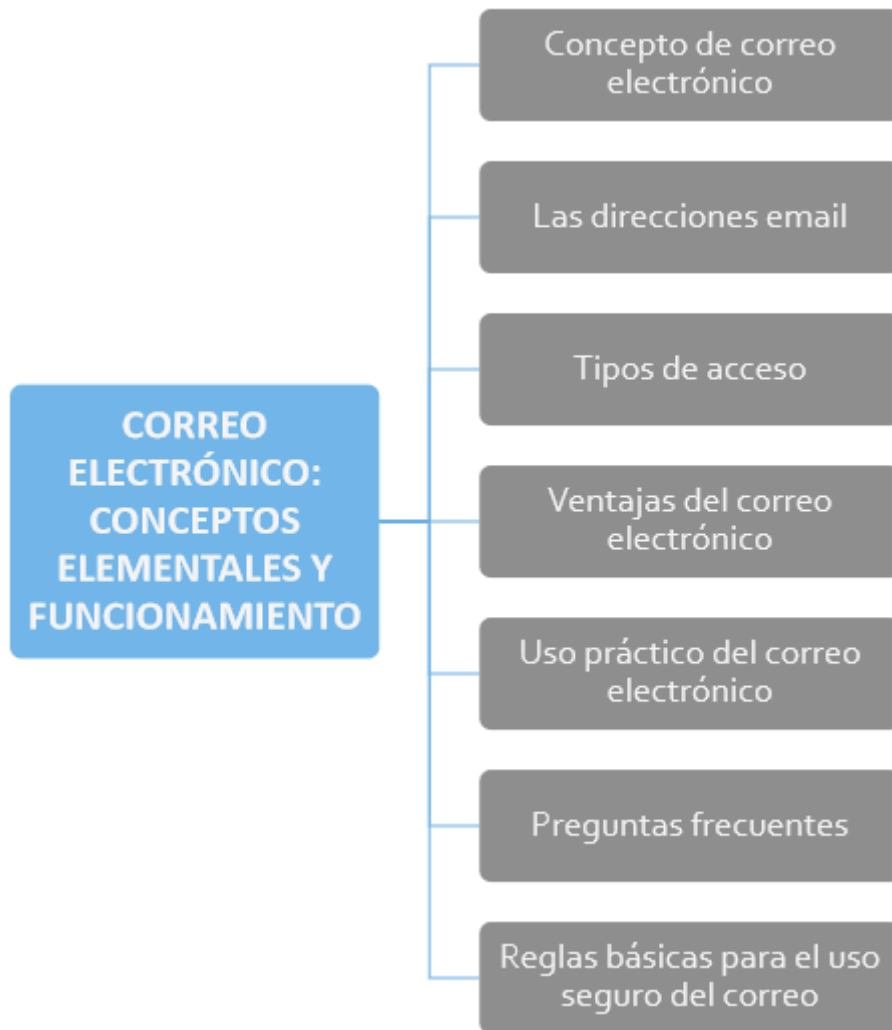 CORREO
ELECTRÓNICO:
CONCEPTOS
ELEMENTALES Y
FUNCIONAMIENTO
Concepto de correo
electrónico
Las direcciones email
Tipos de acceso
Ventajas del correo
electrónico
Uso práctico del correo
electrónico
Preguntas frecuentes
Reglas básicas para el uso
seguro del correo